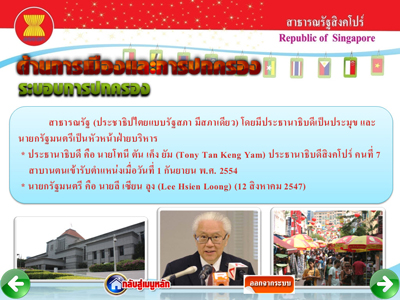 สาธารณรัฐสิงคโปร์
Republic of Singapore
ด้านการเมืองและการปกครอง
ระบอบการปกครอง
สาธารณรัฐ (ประชาธิปไตยแบบรัฐสภา มีสภาเดียว) โดยมีประธานาธิบดีเป็นประมุข และ
นายกรัฐมนตรีเป็นหัวหน้าฝ่ายบริหาร
* ประธานาธิบดี คือ นายโทนี ตัน เค็ง ยัม (Tony Tan Keng Yam) ประธานาธิบดีสิงคโปร์ คนที่ 7
สาบานตนเข้ารับตำแหน่งเมื่อวันที่ 1 กันยายน พ.ศ. 2554
* นายกรัฐมนตรี คือ นายลี เซียน ลุง (Lee Hsien Loong) (12 สิงหาคม 2547)
กลับสู่เมนูหลัก
ออกจากระบบ